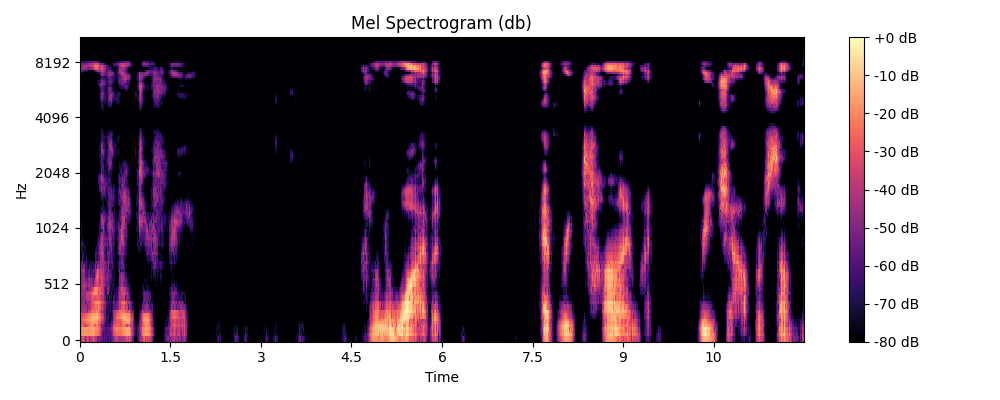 Mel Spectrogram (db)
8192
4096
2048
1024
512
0
Hz
0 1.5 3 4.5 6 7.5 9 10
Time
+0 dB
-10 dB
-20 dB
-30 dB
-40 dB
-50 dB
-60 dB
-70 dB
-80 dB